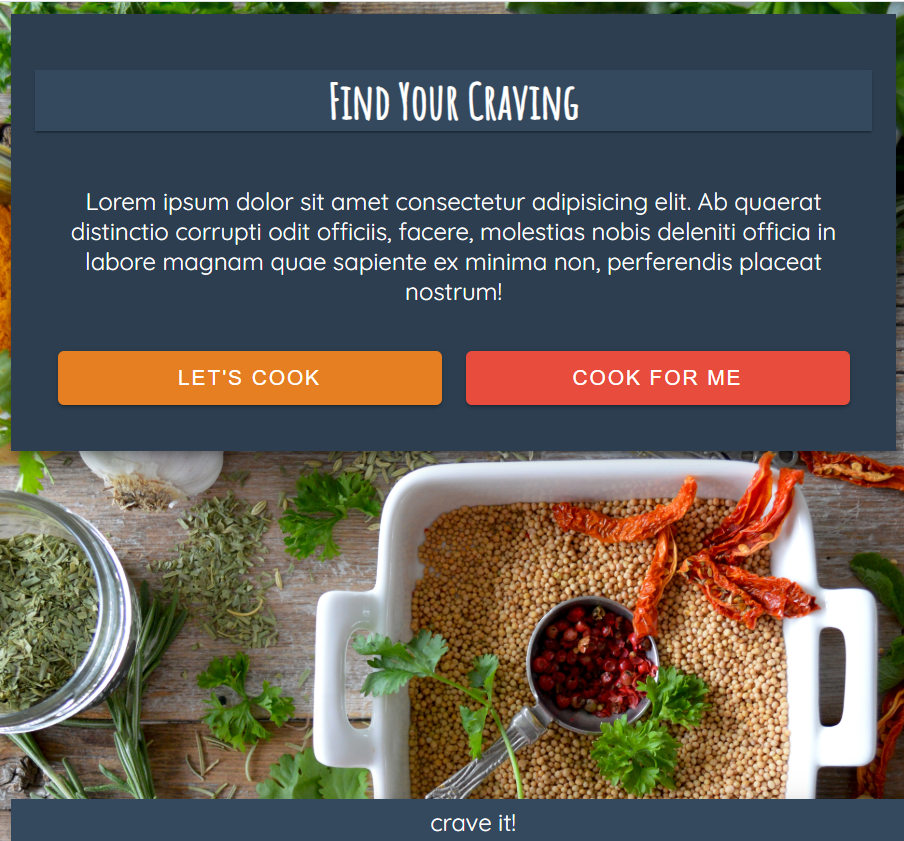 Find Your Craving
Lorem ipsum dolor sit amet consectetur adipisicing elit. Ab quaerat
distinctio corrupti odit officiis, facere, molestias nobis deleniti officia in
labore magnam quae sapiente ex minima non, perferendis placeat
nostrum!
LET'S COOK
COOK FOR ME
crave it!